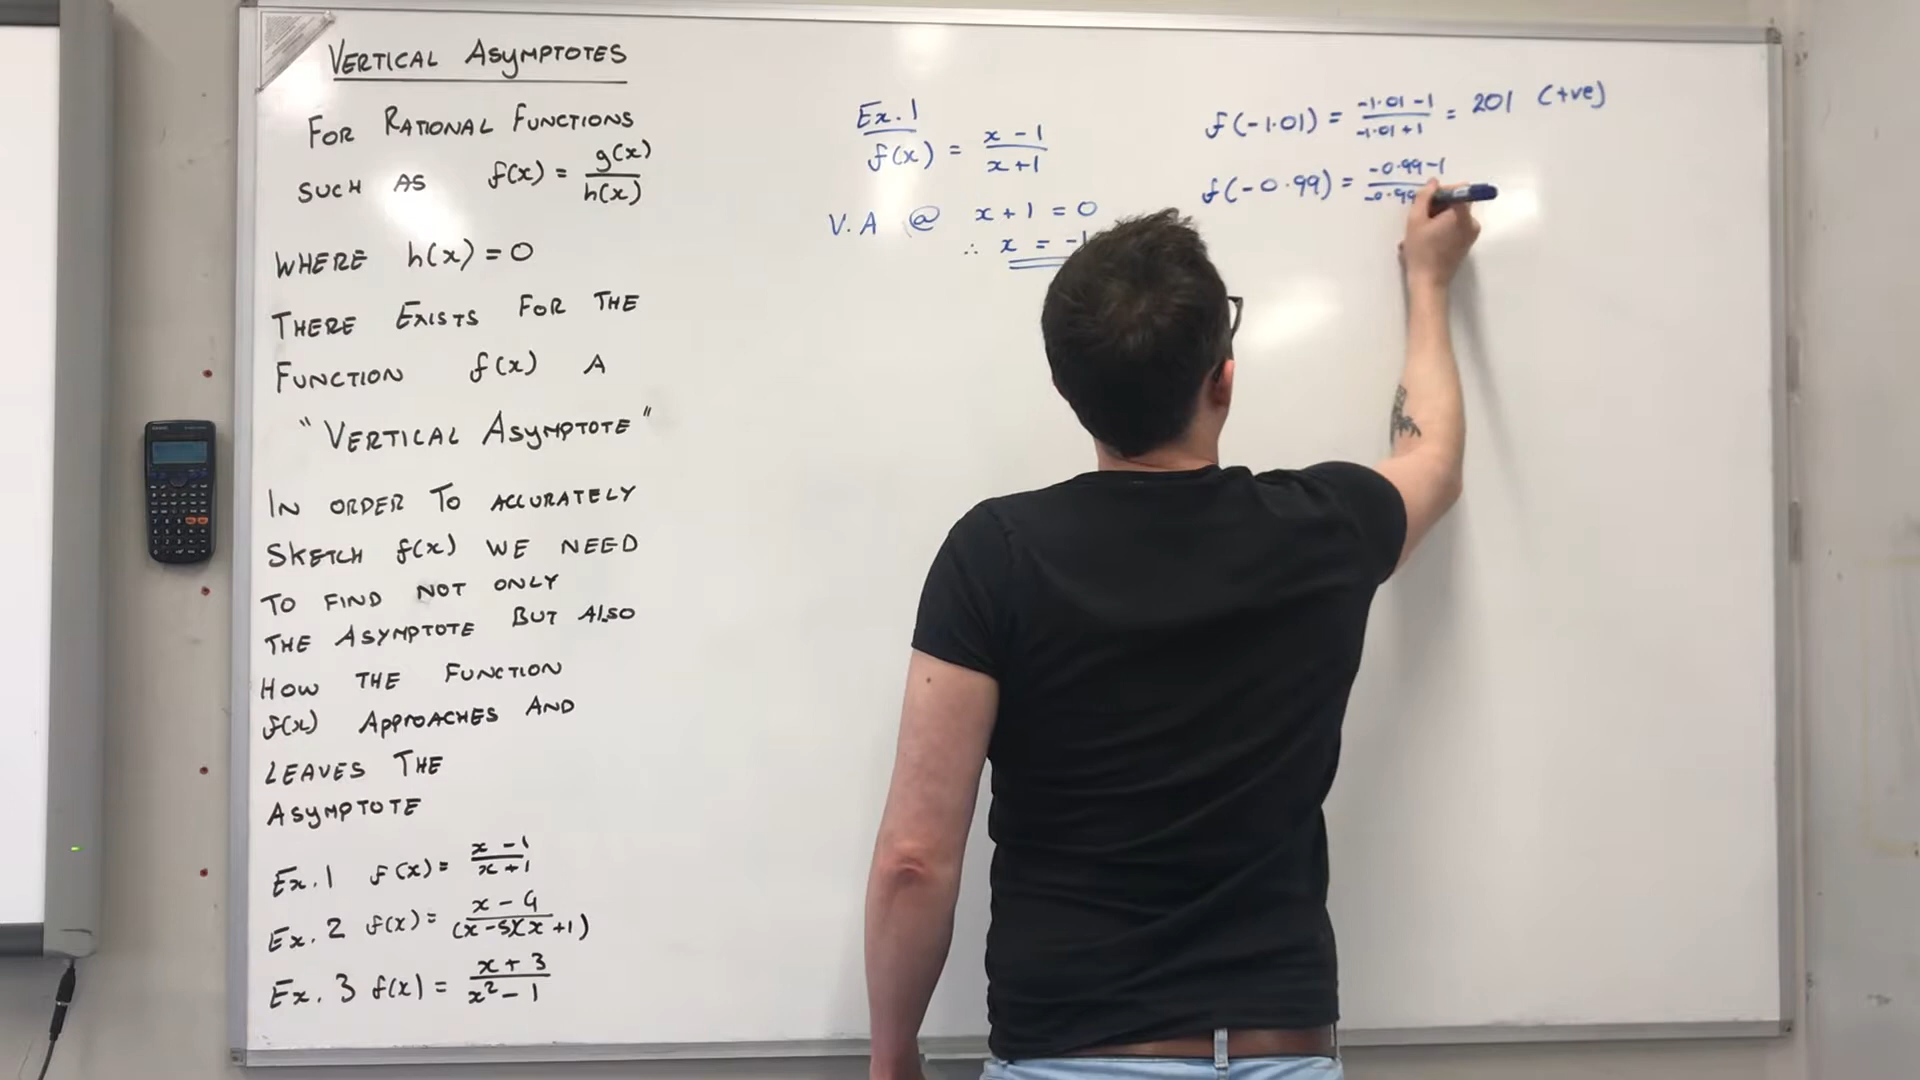 VERTICAL ASYMPTOTES
FOR RATIONAL FUNCTIONS
SUCH AS f(x) = g(x)/h(x)
WHERE h(x) = 0
THERE EXISTS FOR THE
FUNCTION f(x) A
"VERTICAL ASYMPTOTE"
IN ORDER TO ACCURATELY
SKETCH f(x) WE NEED
TO FIND NOT ONLY
THE ASYMPTOTE BUT ALSO
HOW THE FUNCTION
f(x) APPROACHES AND
LEAVES THE
ASYMPTOTE
Ex. 1 f(x) = x - 1/x + 1
Ex. 2 f(x) = x - 4/(x - 5)(x + 1)
Ex. 3 f(x) = x + 3/x² - 1
Ex. 1
f(x) = x - 1/x + 1
V.A @ x + 1 = 0
∴ x = -1
f(-1.01) = -1.01 - 1/-1.01 + 1 = 201 (+ve)
f(-0.99) = -0.99 - 1/-0.99